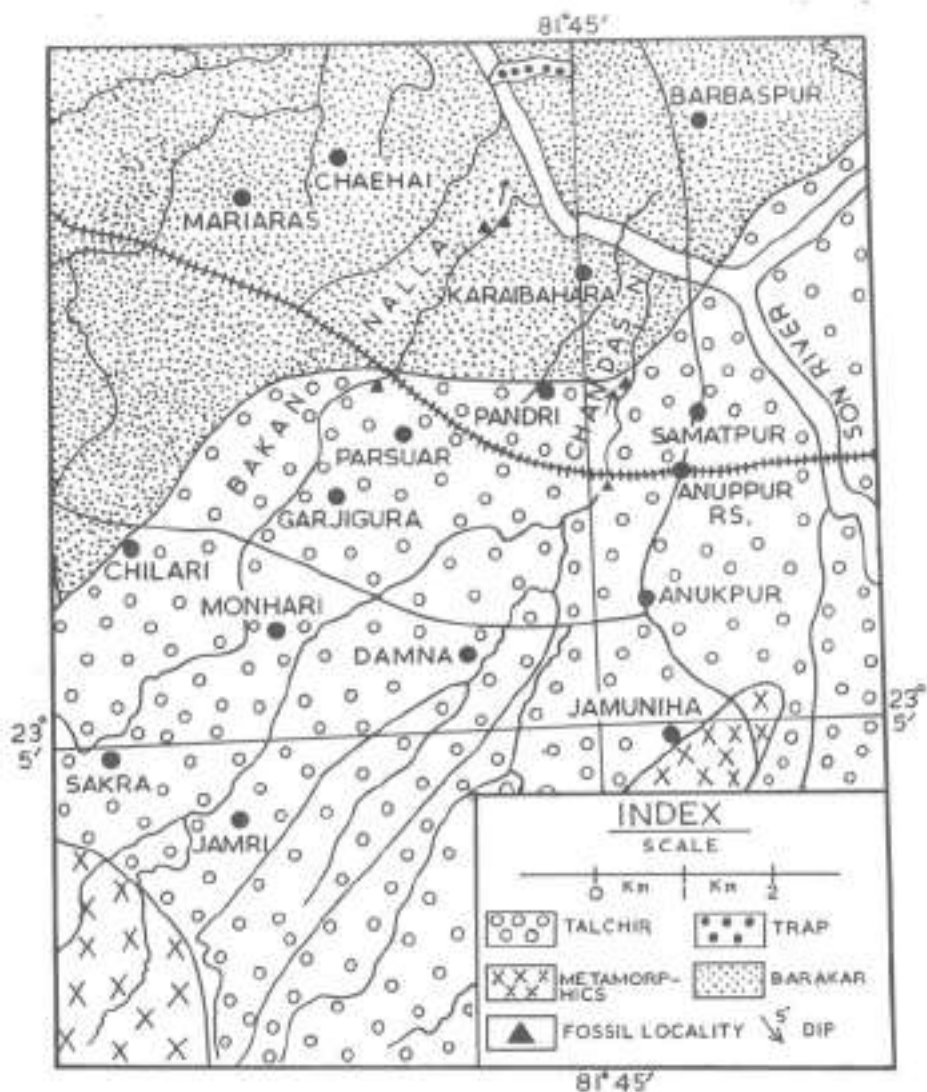 81°45'
BARBASPUR
CHAEHAI
MARIARAS
BAKAN NALLA
KARAIBAHARA
CHANDAS N
SON RIVER
PANDRI
SAMATPUR
PARSUAR
ANUPPUR
RS.
GARJIGURA
CHILARI
ANUKPUR
MONHARI
DAMNA
JAMUNIHA
23°
5'
23°
5'
SAKRA
JAMRI
INDEX
SCALE
0 Km 1 Km 2
TALCHIR
TRAP
METAMORP-
HICS
BARAKAR
FOSSIL LOCALITY
5° DIP
81°45'